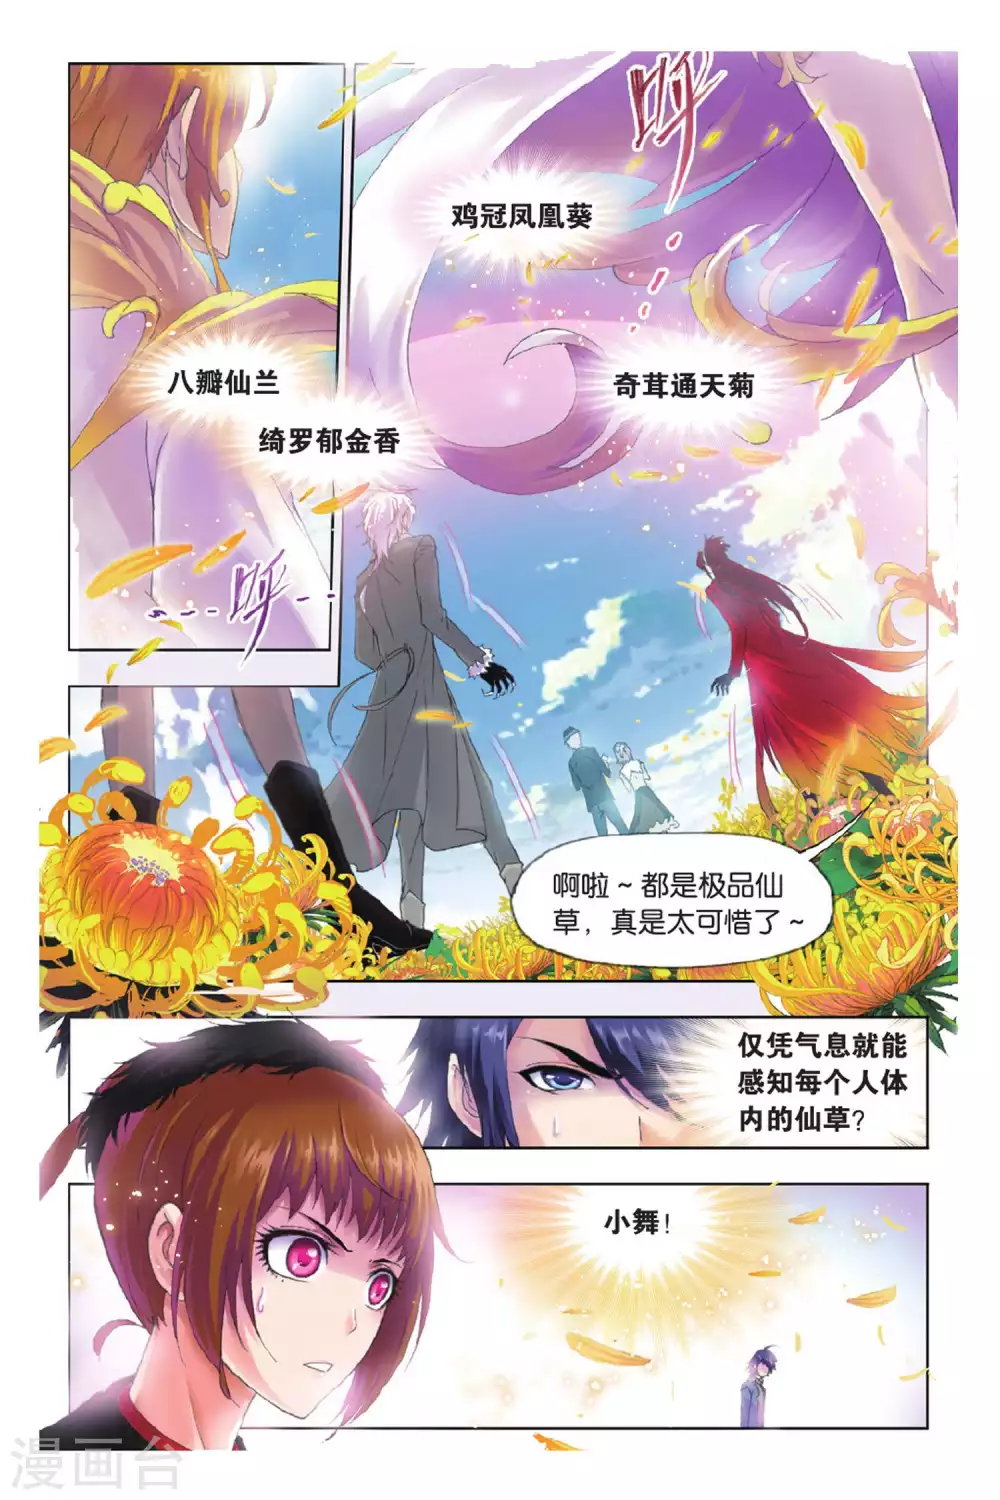 呼
鸡冠凤凰葵
八瓣仙兰
奇茸通天菊
绮罗郁金香
呼
啊啦~都是极品仙
草，真是太可惜了~
仅凭气息就能
感知每个人体
内的仙草?
小舞!
漫画台